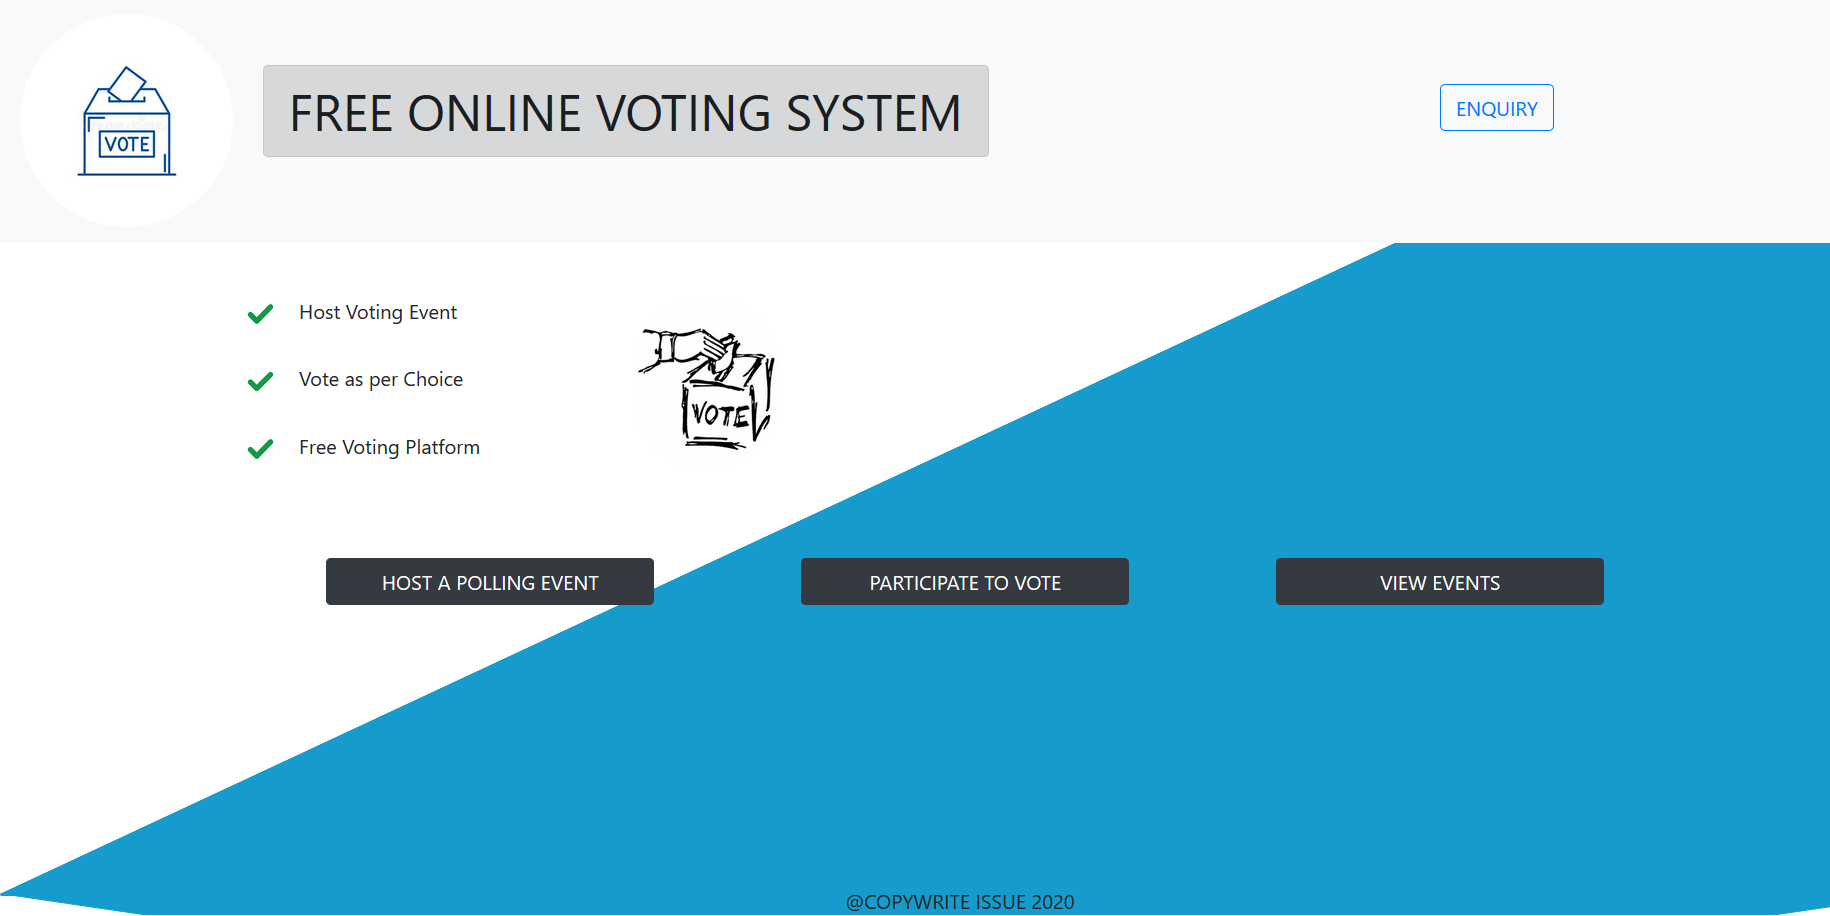 VOTE
FREE ONLINE VOTING SYSTEM
ENQUIRY
Host Voting Event
Vote as per Choice
Free Voting Platform
VOTE
HOST A POLLING EVENT
PARTICIPATE TO VOTE
VIEW EVENTS
@COPYWRITE ISSUE 2020